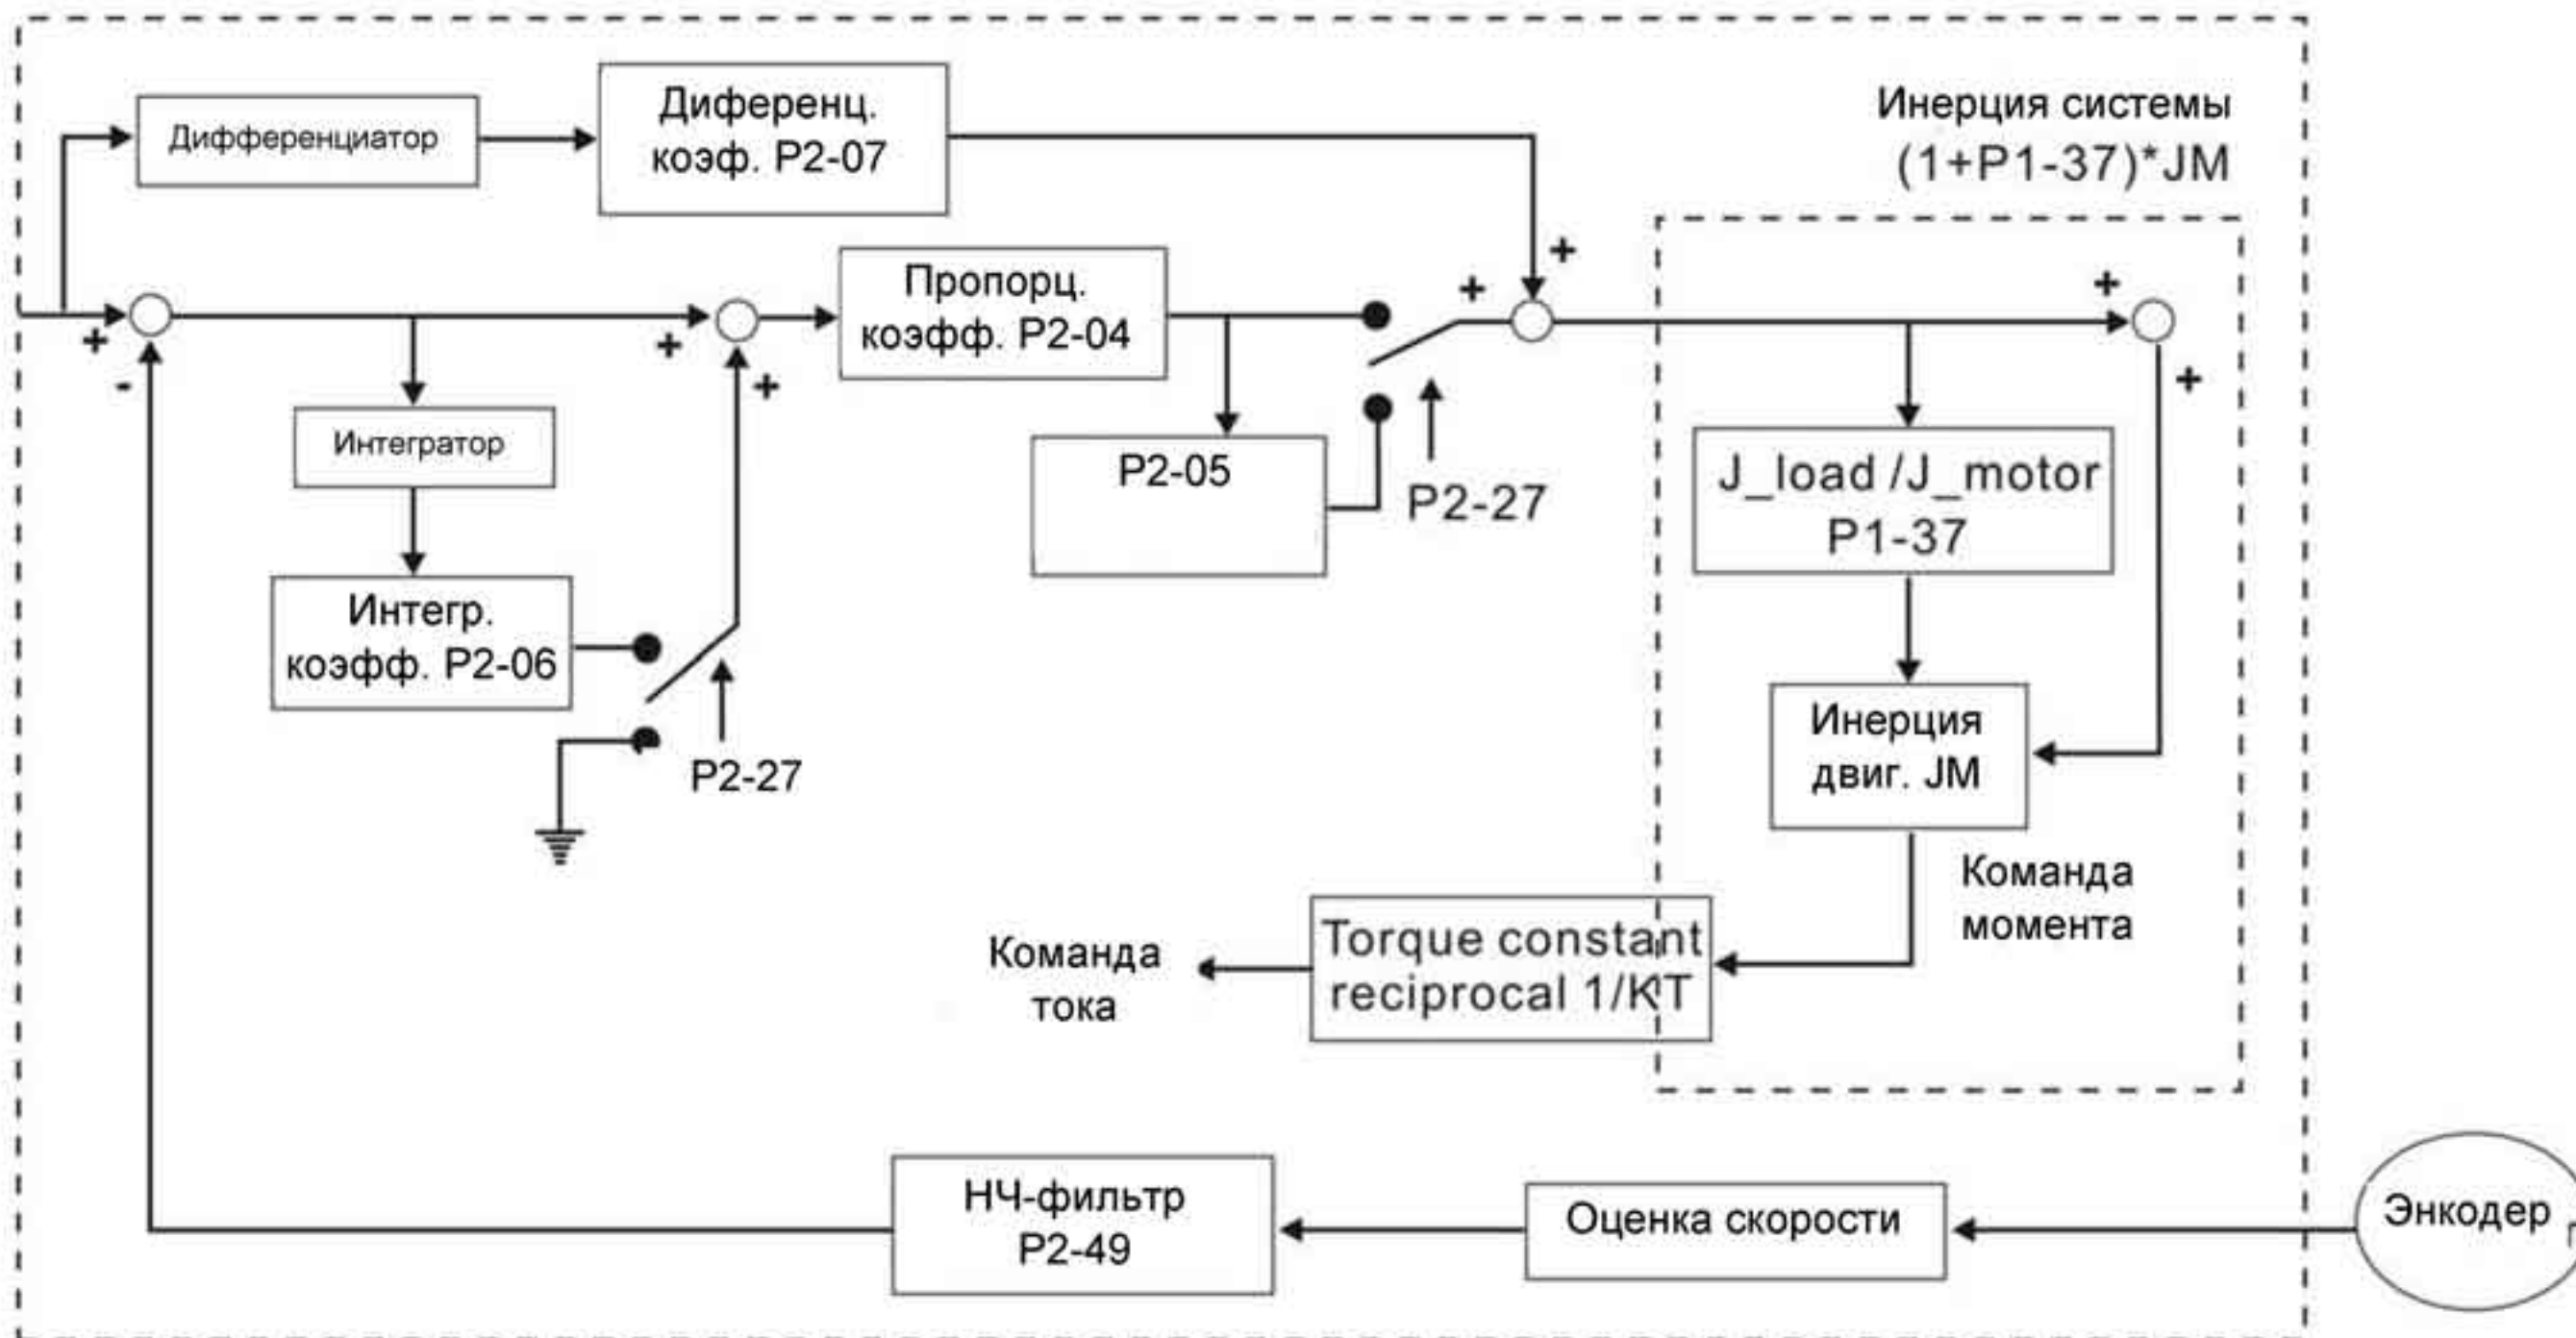 Диференц.
коэф. P2-07
Дифференциатор
Инерция системы
(1+P1-37)*JM
+
+
+
Пропорц.
коэфф. P2-04
+
+
-
+
+
Интегратор
P2-05
P2-27
J_load /J_motor
P1-37
Интегр.
коэфф. P2-06
P2-27
Инерция
двиг. JM
Команда
момента
Torque constant
reciprocal 1/KT
Команда
тока
НЧ-фильтр
P2-49
Оценка скорости
Энкодер